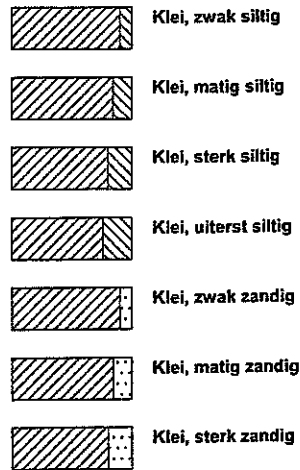 Klei, zwak siltig
Klei, matig siltig
Klei, sterk siltig
Klei, uiterst siltig
Klei, zwak zandig
Klei, matig zandig
Klei, sterk zandig